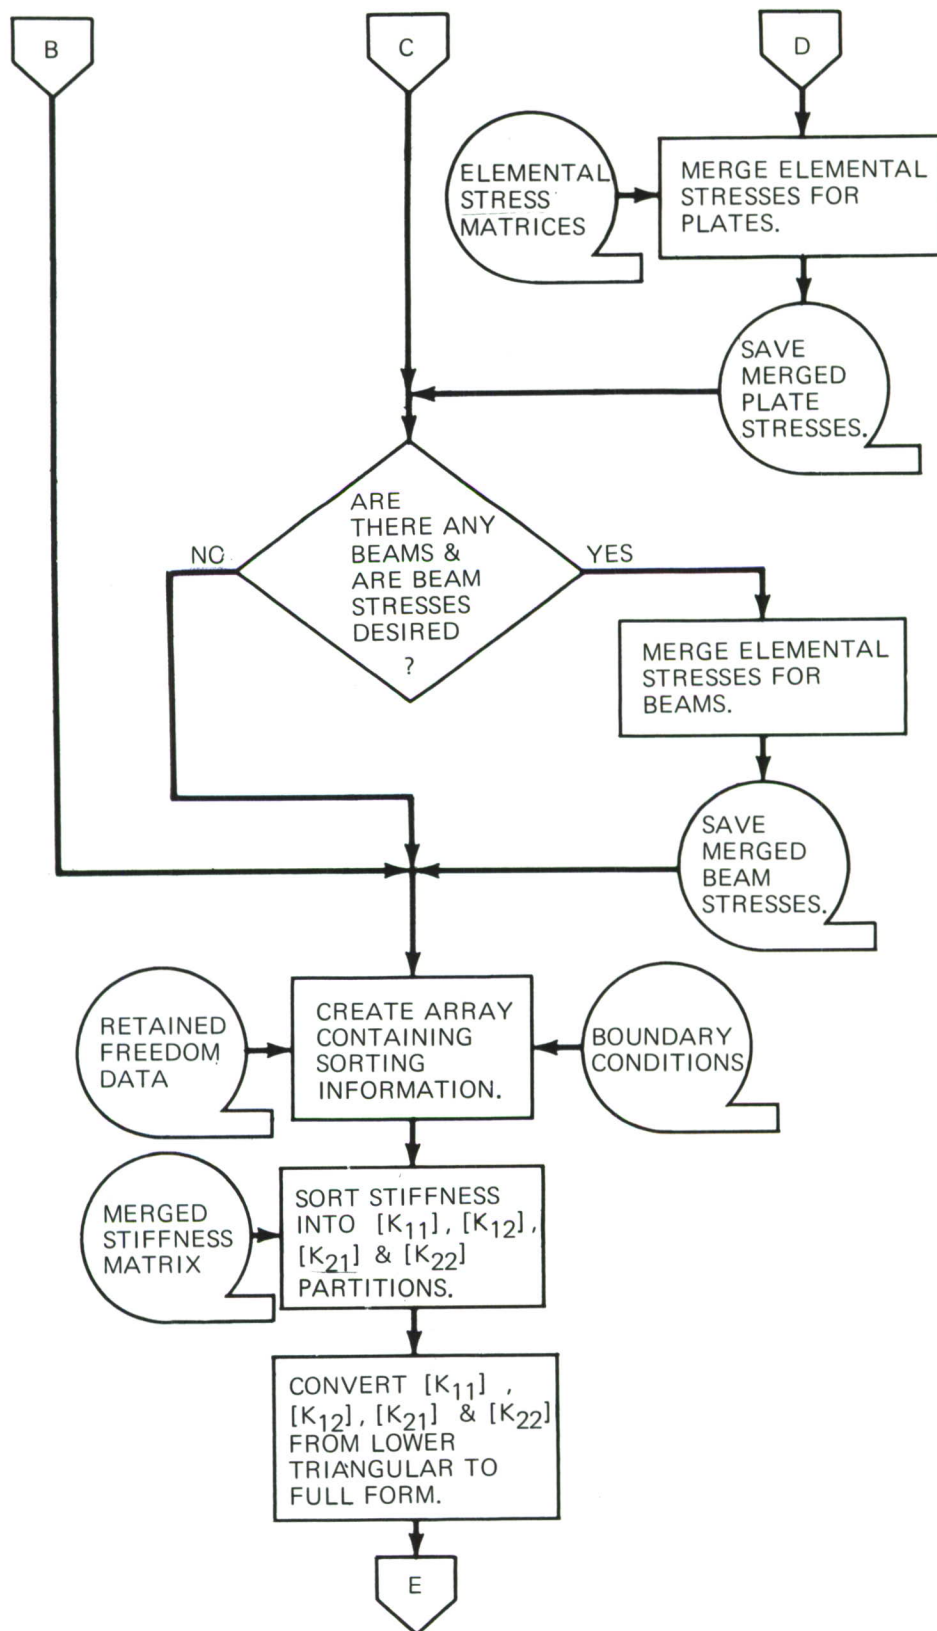 B
C
D
ELEMENTAL
STRESS
MATRICES
MERGE ELEMENTAL
STRESSES FOR
PLATES.
SAVE
MERGED
PLATE
STRESSES.
ARE
THERE ANY
BEAMS &
ARE BEAM
STRESSES
DESIRED
?
NO
YES
MERGE ELEMENTAL
STRESSES FOR
BEAMS.
SAVE
MERGED
BEAM
STRESSES.
RETAINED
FREEDOM
DATA
CREATE ARRAY
CONTAINING
SORTING
INFORMATION.
BOUNDARY
CONDITIONS
MERGED
STIFFNESS
MATRIX
SORT STIFFNESS
INTO [K11], [K12],
[K21] & [K22]
PARTITIONS.
CONVERT [K11] ,
[K12], [K21] & [K22]
FROM LOWER
TRIANGULAR TO
FULL FORM.
E